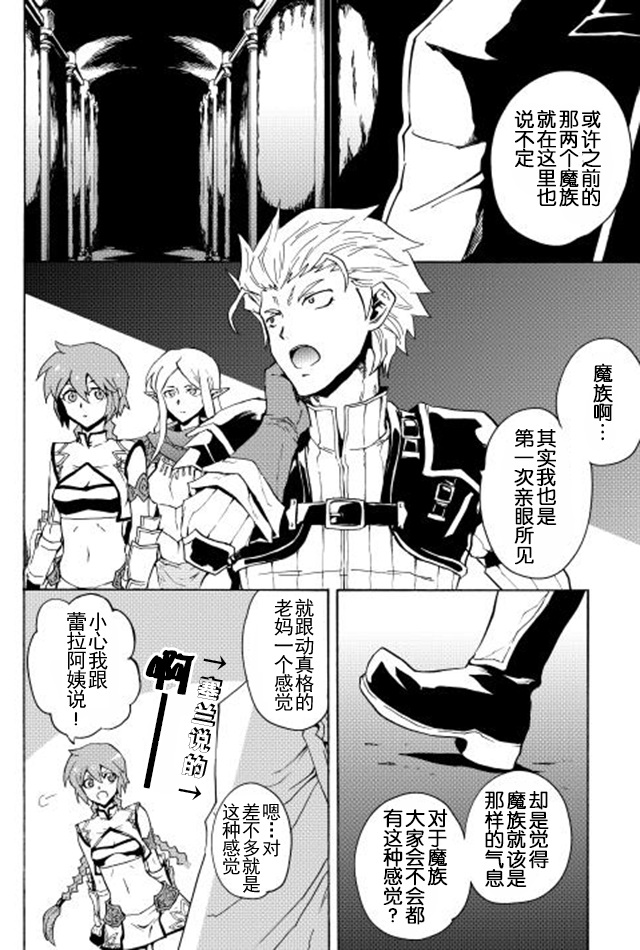 或许之前的
那两个魔族
就在这里也
说不定
魔族啊…
其实我也是
第一次亲眼所见
却是觉得
魔族就该是
那样的气息
对于魔族
大家会不会都
有这种感觉？
就跟动真格的
老妈一个感觉
嗯…对
差不多就是
这种感觉
→塞兰说的→
啊—
小心我跟
蕾拉阿姨说！